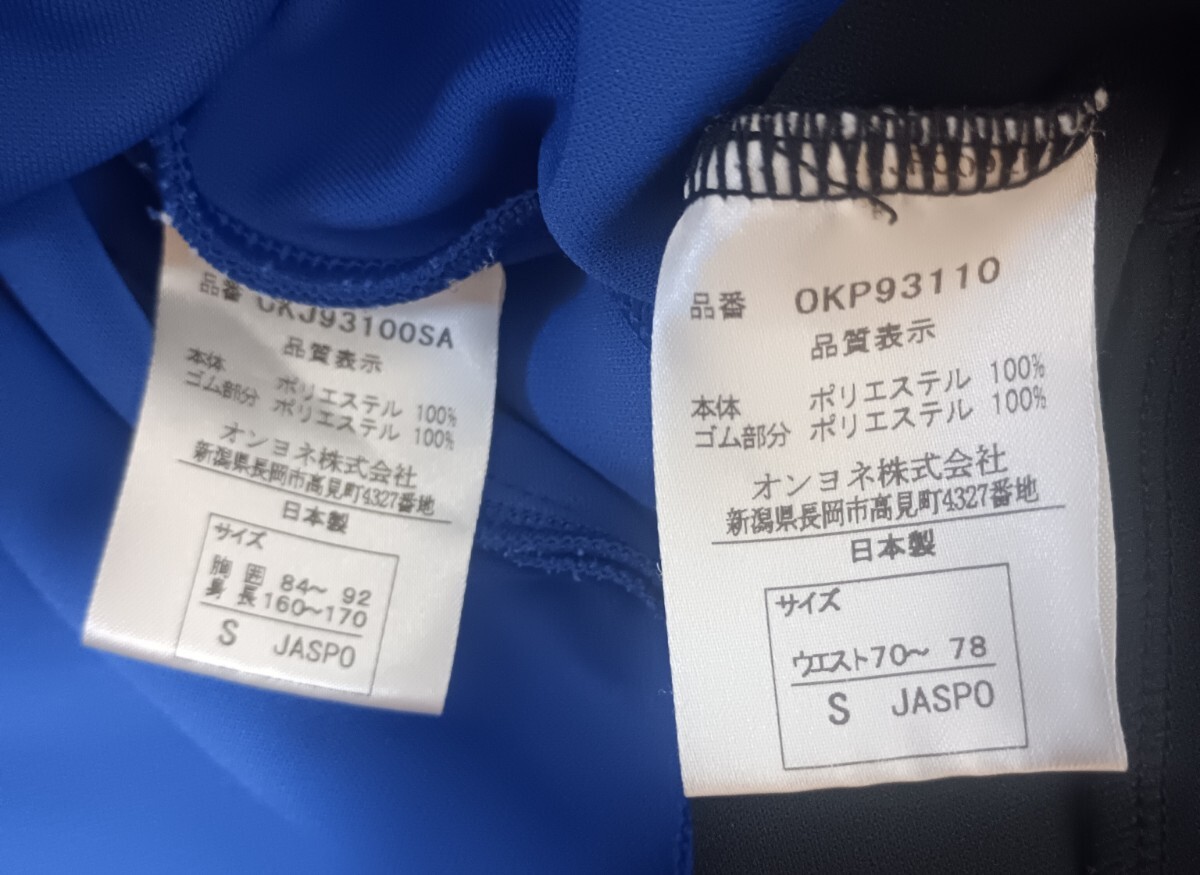 品番 OKJ93100SA
品質表示
本体 ポリエステル 100%
ゴム部分 ポリエステル 100%
オンヨネ株式会社
新潟県長岡市高見町4327番地
日本製
サイズ
胸囲 84〜 92
身長 160〜170
S JASPO
品番 OKP93110
品質表示
本体 ポリエステル 100%
ゴム部分 ポリエステル 100%
オンヨネ株式会社
新潟県長岡市高見町4327番地
日本製
サイズ
ウエスト70〜 78
S JASPO